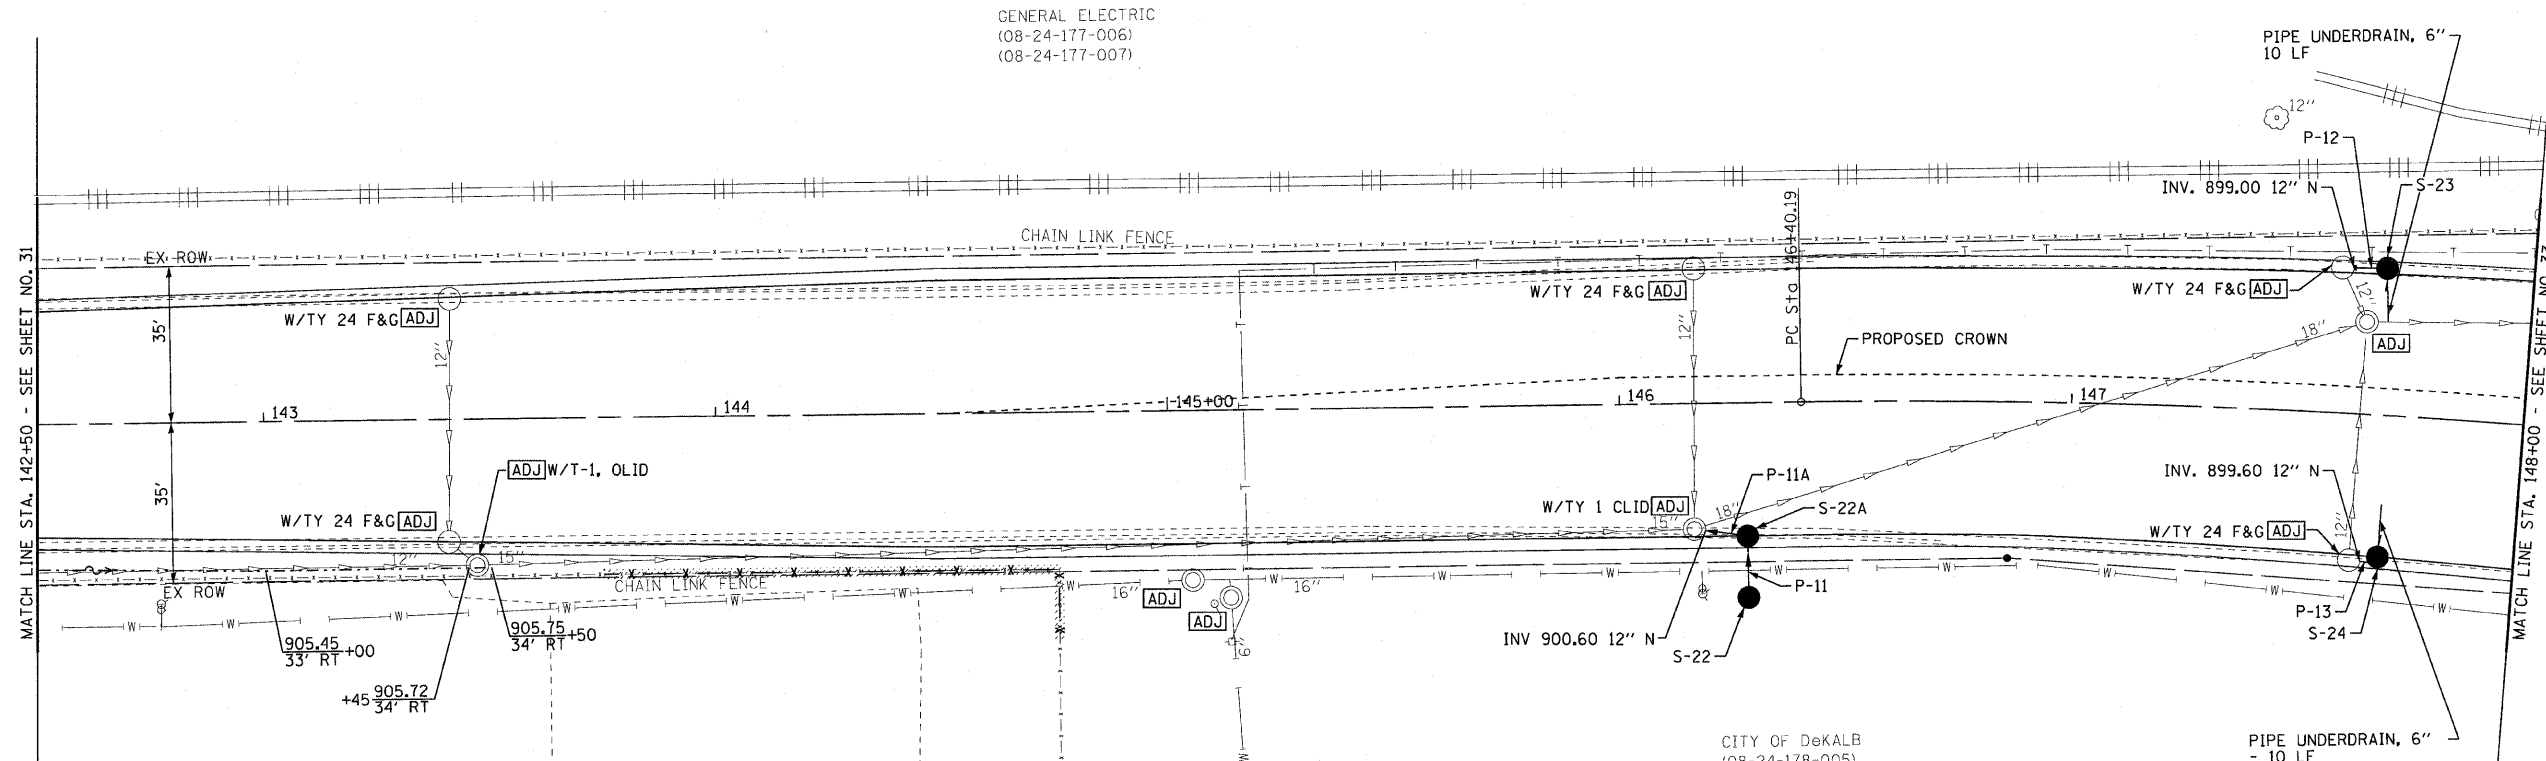 GENERAL ELECTRIC
(08-24-177-006)
(08-24-177-007)
PIPE UNDERDRAIN, 6"
10 LF
12"
P-12
INV. 899.00 12" N
S-23
CHAIN LINK FENCE
EX ROW
MATCH LINE STA. 142+50 - SEE SHEET NO. 31
35'
W/TY 24 F&G ADJ
W/TY 24 F&G ADJ
W/TY 24 F&G ADJ
12"
12"
12"
PC Sta 146+40.19
18"
ADJ
PROPOSED CROWN
143
144
145+00
146
147
35'
ADJ W/T-1, OLID
P-11A
INV. 899.60 12" N
W/TY 24 F&G ADJ
W/TY 1 CLID ADJ
18"
15"
S-22A
W/TY 24 F&G ADJ
12"
12"
15"
CHAIN LINK FENCE
EX ROW
16"
ADJ
16"
ADJ
6"
P-11
P-13
S-24
INV 900.60 12" N
S-22
905.45
33' RT
+00
905.75
34' RT
+50
+45
905.72
34' RT
T
W
CITY OF DeKALB
(08-24-178-005)
PIPE UNDERDRAIN, 6"
- 10 LF
MATCH LINE STA. 148+00 - SEE SHEET NO. 33